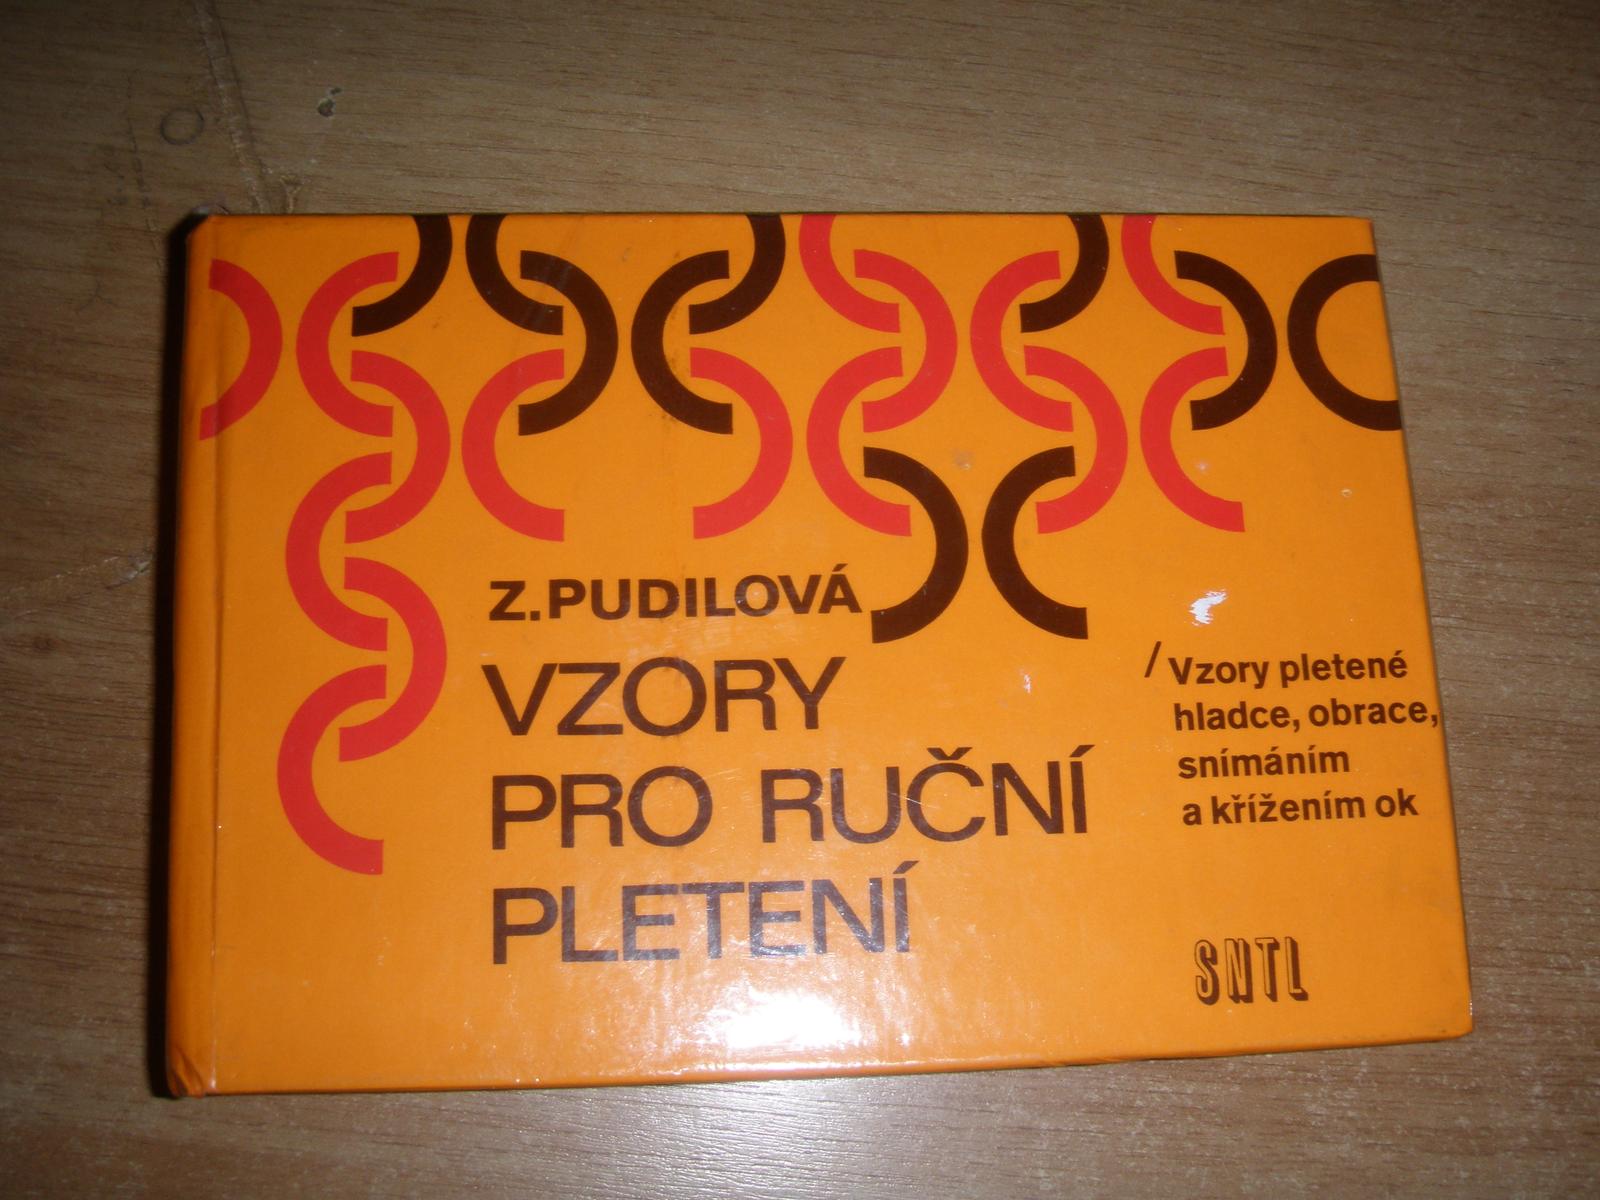 Z. PUDILOVÁ
VZORY
PRO RUČNÍ
PLETENÍ
/ Vzory pletené
hladce, obrace,
snímáním
a křížením ok
SNTL